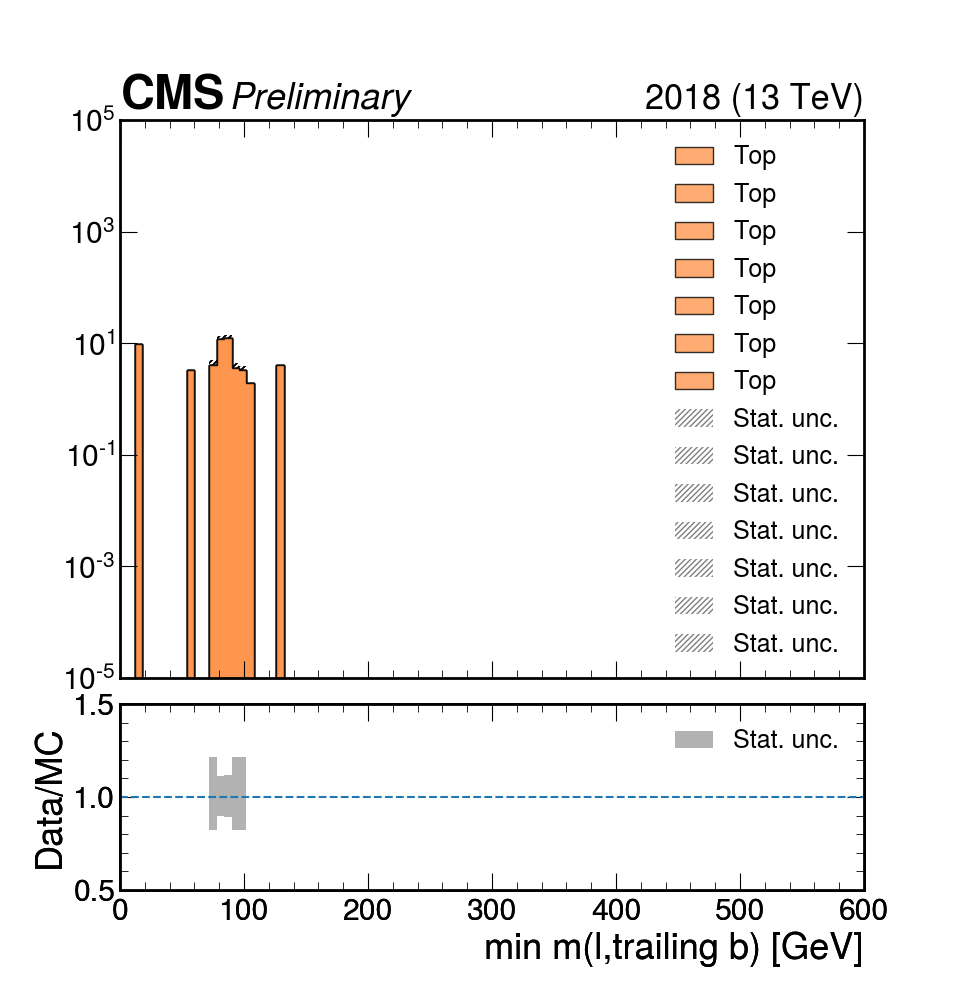 CMS Preliminary 2018 (13 TeV)
10^5
10^3
10^1
10^-1
10^-3
10^-5
Top
Top
Top
Top
Top
Top
Top
Stat. unc.
Stat. unc.
Stat. unc.
Stat. unc.
Stat. unc.
Stat. unc.
Stat. unc.
1.5
1.0
0.5
Data/MC
Stat. unc.
0 100 200 300 400 500 600
min m(l,trailing b) [GeV]